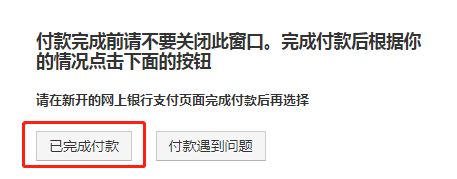 付款完成前请不要关闭此窗口。完成付款后根据你
的情况点击下面的按钮
请在新开的网上银行支付页面完成付款后再选择
已完成付款 付款遇到问题